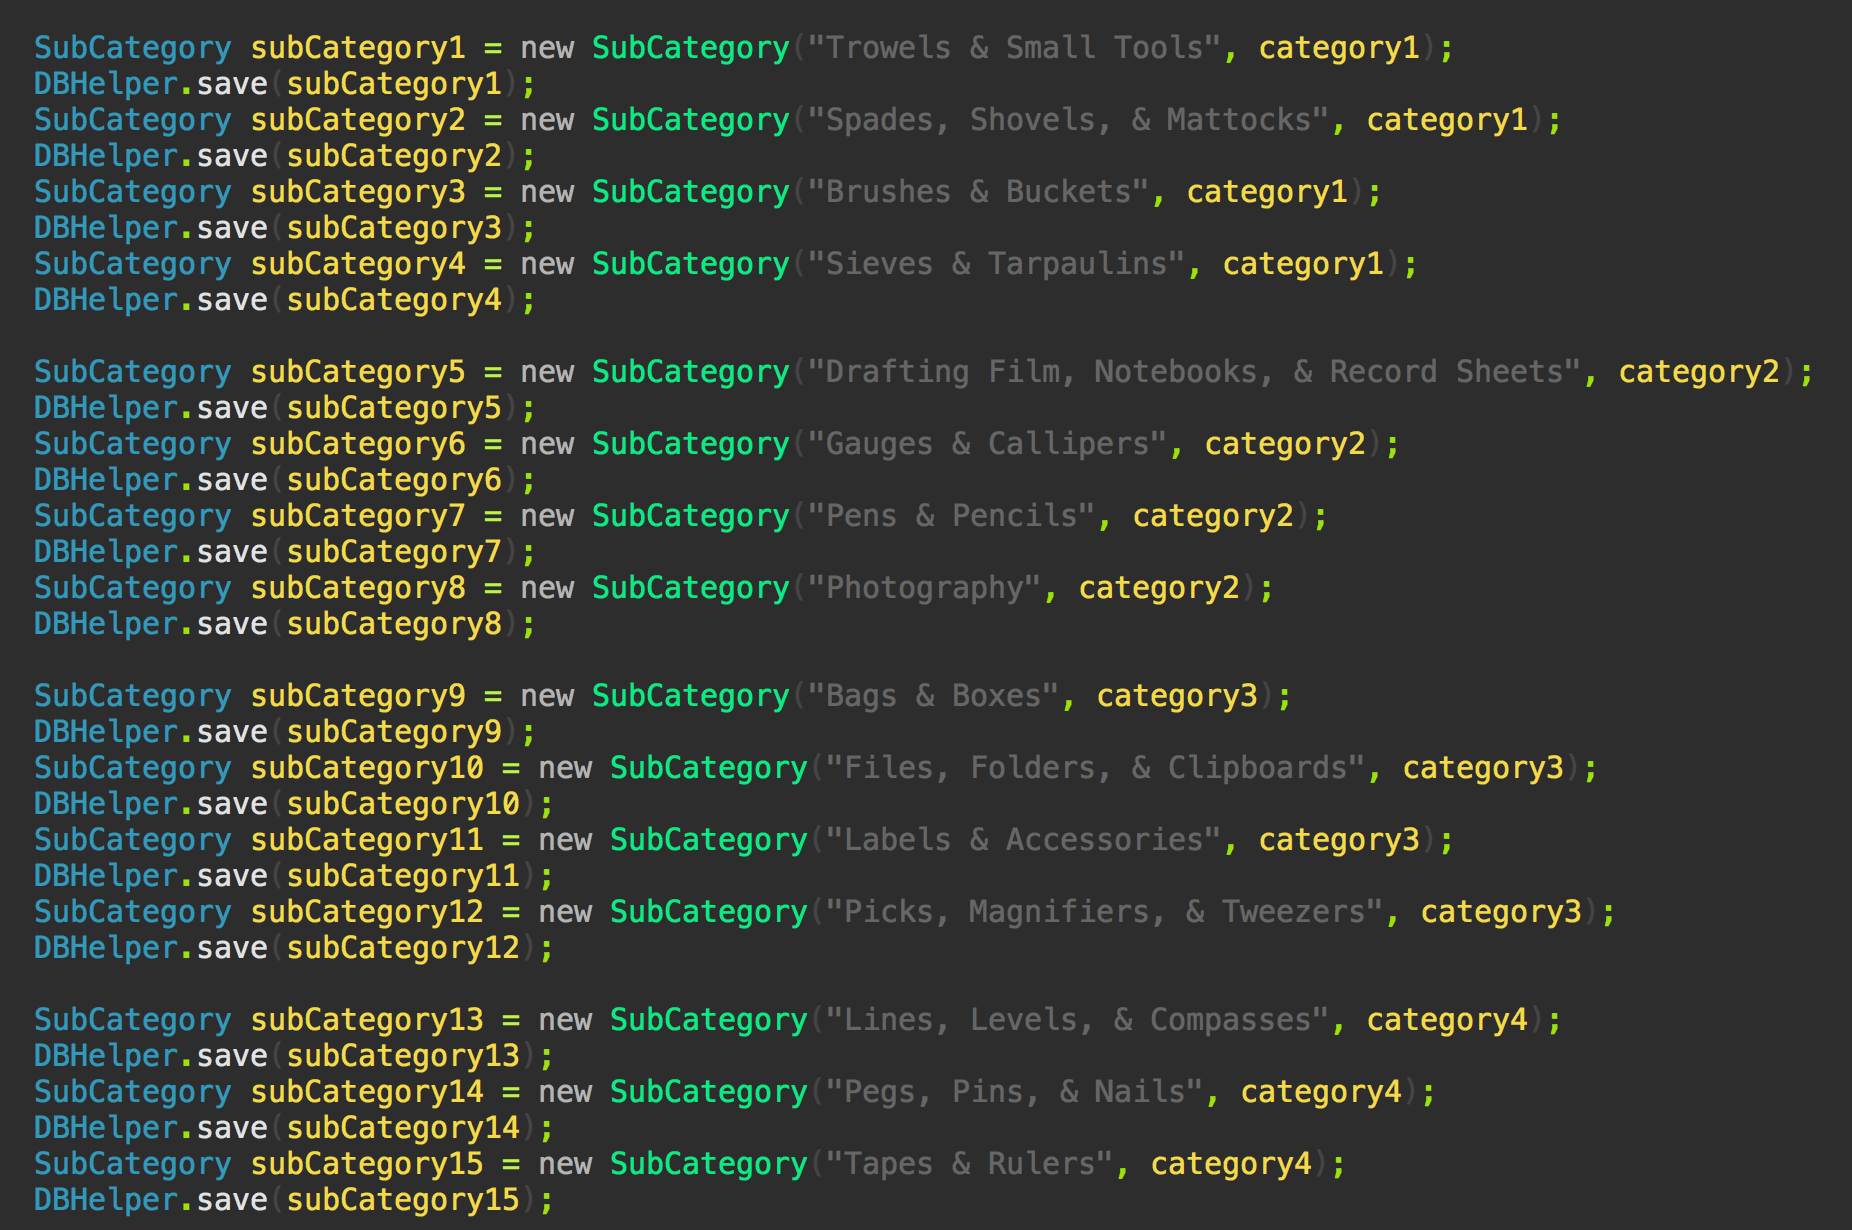 SubCategory subCategory1 = new SubCategory("Trowels & Small Tools", category1);
DBHelper.save(subCategory1);
SubCategory subCategory2 = new SubCategory("Spades, Shovels, & Mattocks", category1);
DBHelper.save(subCategory2);
SubCategory subCategory3 = new SubCategory("Brushes & Buckets", category1);
DBHelper.save(subCategory3);
SubCategory subCategory4 = new SubCategory("Sieves & Tarpaulins", category1);
DBHelper.save(subCategory4);

SubCategory subCategory5 = new SubCategory("Drafting Film, Notebooks, & Record Sheets", category2);
DBHelper.save(subCategory5);
SubCategory subCategory6 = new SubCategory("Gauges & Callipers", category2);
DBHelper.save(subCategory6);
SubCategory subCategory7 = new SubCategory("Pens & Pencils", category2);
DBHelper.save(subCategory7);
SubCategory subCategory8 = new SubCategory("Photography", category2);
DBHelper.save(subCategory8);

SubCategory subCategory9 = new SubCategory("Bags & Boxes", category3);
DBHelper.save(subCategory9);
SubCategory subCategory10 = new SubCategory("Files, Folders, & Clipboards", category3);
DBHelper.save(subCategory10);
SubCategory subCategory11 = new SubCategory("Labels & Accessories", category3);
DBHelper.save(subCategory11);
SubCategory subCategory12 = new SubCategory("Picks, Magnifiers, & Tweezers", category3);
DBHelper.save(subCategory12);

SubCategory subCategory13 = new SubCategory("Lines, Levels, & Compasses", category4);
DBHelper.save(subCategory13);
SubCategory subCategory14 = new SubCategory("Pegs, Pins, & Nails", category4);
DBHelper.save(subCategory14);
SubCategory subCategory15 = new SubCategory("Tapes & Rulers", category4);
DBHelper.save(subCategory15);